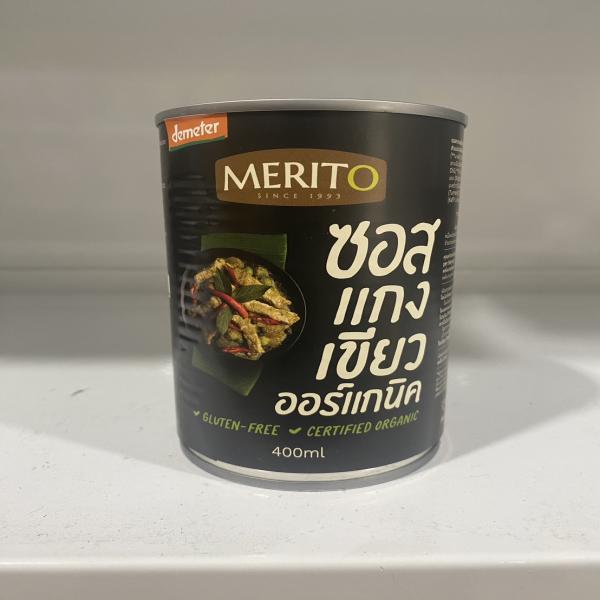 demeter
MERITO
SINCE 1993
ซอส
แกง
เขียว
ออร์แกนิค
✓ GLUTEN-FREE ✓ CERTIFIED ORGANIC
400ml